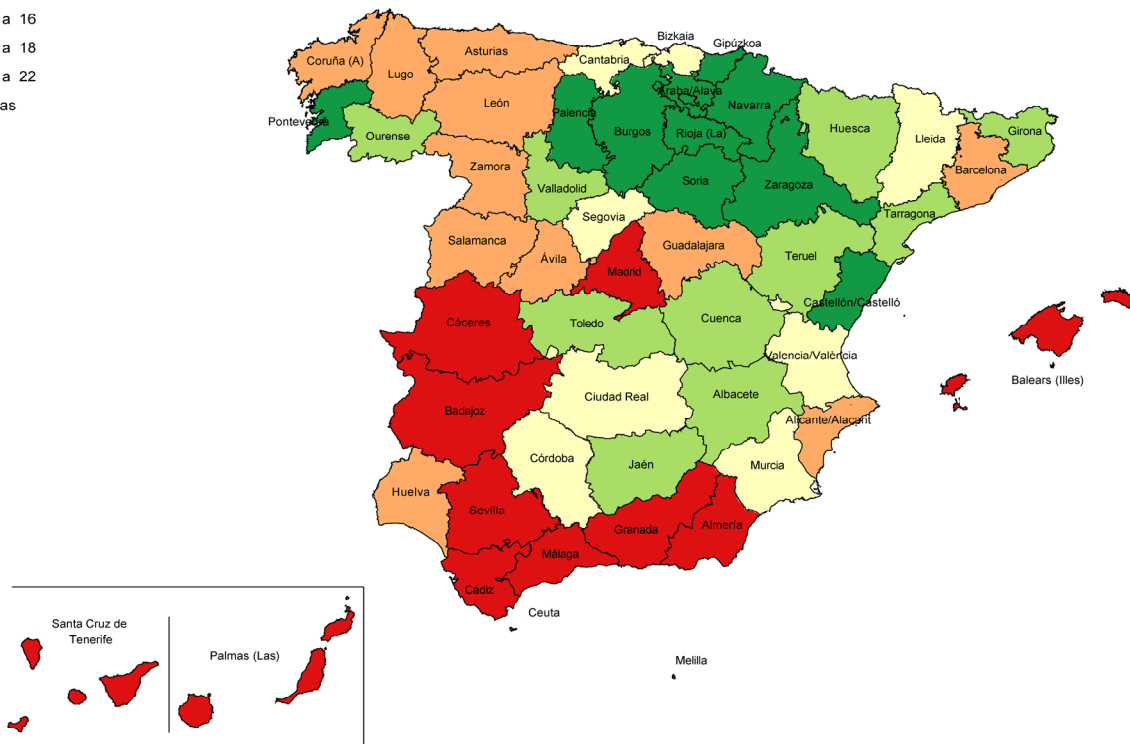 a 16
a 18
a 22
as
Bizkaia
Gipúzkoa
Asturias
Cantabria
Coruña (A)
Lugo
Araba/Alava
León
Palencia
Navarra
Pontevedra
Burgos
Rioja (La)
Huesca
Girona
Ourense
Lleida
Zamora
Barcelona
Soria
Zaragoza
Valladolid
Segovia
Tarragona
Salamanca
Guadalajara
Ávila
Teruel
Madrid
Castellón/Castelló
Cáceres
Toledo
Cuenca
Valencia/València
Balears (Illes)
Ciudad Real
Albacete
Badajoz
Alicante/Alacant
Córdoba
Jaén
Murcia
Huelva
Sevilla
Granada
Almería
Málaga
Cádiz
Ceuta
Santa Cruz de
Tenerife
Palmas (Las)
Melilla